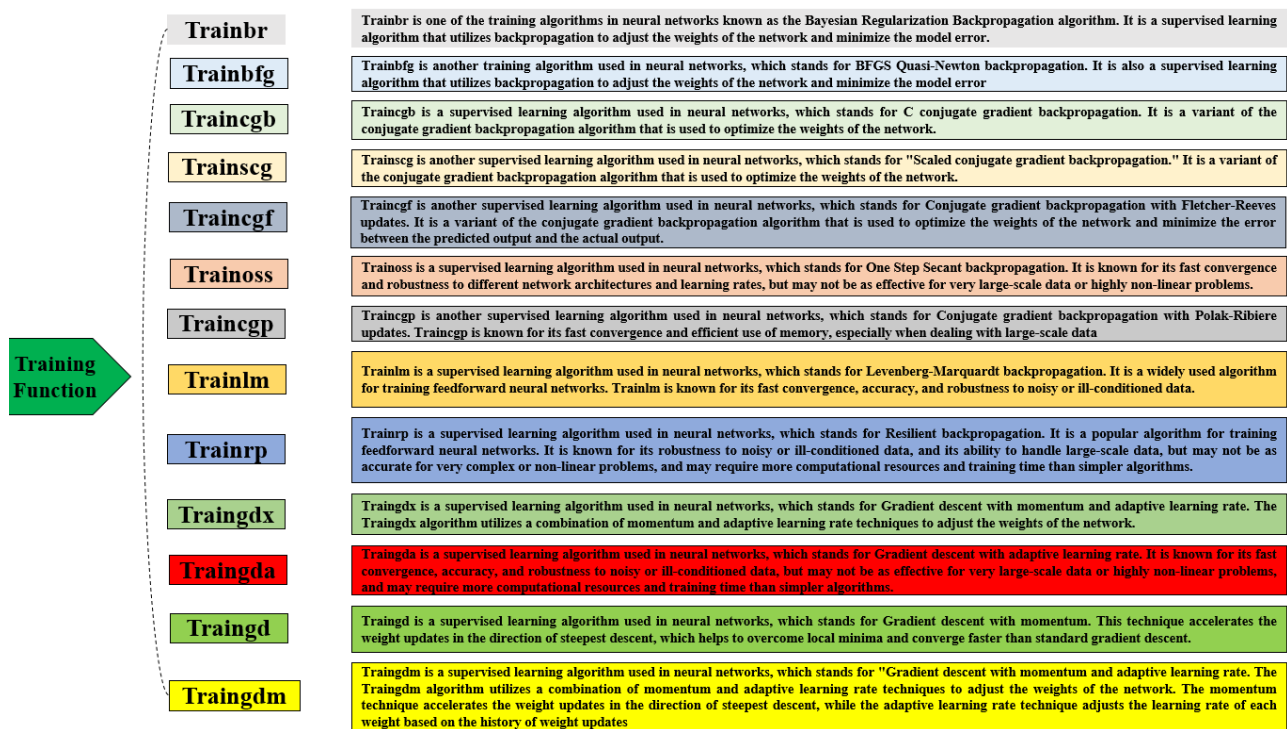 Training
Function
Trainbr
Trainbr is one of the training algorithms in neural networks known as the Bayesian Regularization Backpropagation algorithm. It is a supervised learning
algorithm that utilizes backpropagation to adjust the weights of the network and minimize the model error.
Trainbfg
Trainbfg is another training algorithm used in neural networks, which stands for BFGS Quasi-Newton backpropagation. It is also a supervised learning
algorithm that utilizes backpropagation to adjust the weights of the network and minimize the model error
Traincgb
Traincgb is a supervised learning algorithm used in neural networks, which stands for C conjugate gradient backpropagation. It is a variant of
the conjugate gradient backpropagation algorithm that is used to optimize the weights of the network.
Trainscg
Trainscg is another supervised learning algorithm used in neural networks, which stands for "Scaled conjugate gradient backpropagation." It is a variant of
the conjugate gradient backpropagation algorithm that is used to optimize the weights of the network.
Traincgf
Traincgf is another supervised learning algorithm used in neural networks, which stands for Conjugate gradient backpropagation with Fletcher-Reeves
updates. It is a variant of the conjugate gradient backpropagation algorithm that is used to optimize the weights of the network and minimize the error
between the predicted output and the actual output.
Trainoss
Trainoss is a supervised learning algorithm used in neural networks, which stands for One Step Secant backpropagation. It is known for its fast convergence
and robustness to different network architectures and learning rates, but may not be as effective for very large-scale data or highly non-linear problems.
Traincgp
Traincgp is another supervised learning algorithm used in neural networks, which stands for Conjugate gradient backpropagation with Polak-Ribiere
updates. Traincgp is known for its fast convergence and efficient use of memory, especially when dealing with large-scale data
Trainlm
Trainlm is a supervised learning algorithm used in neural networks, which stands for Levenberg-Marquardt backpropagation. It is a widely used algorithm
for training feedforward neural networks. Trainlm is known for its fast convergence, accuracy, and robustness to noisy or ill-conditioned data.
Trainrp
Trainrp is a supervised learning algorithm used in neural networks, which stands for Resilient backpropagation. It is a popular algorithm for training
feedforward neural networks. It is known for its robustness to noisy or ill-conditioned data, and its ability to handle large-scale data, but may not be as
accurate for very complex or non-linear problems, and may require more computational resources and training time than simpler algorithms.
Traingdx
Traingdx is a supervised learning algorithm used in neural networks, which stands for Gradient descent with momentum and adaptive learning rate. The
Traingdx algorithm utilizes a combination of momentum and adaptive learning rate techniques to adjust the weights of the network.
Traingda
Traingda is a supervised learning algorithm used in neural networks, which stands for Gradient descent with adaptive learning rate. It is known for its fast
convergence, accuracy, and robustness to noisy or ill-conditioned data, but may not be as effective for very large-scale data or highly non-linear problems,
and may require more computational resources and training time than simpler algorithms.
Traingd
Traingd is a supervised learning algorithm used in neural networks, which stands for Gradient descent with momentum. This technique accelerates the
weight updates in the direction of steepest descent, which helps to overcome local minima and converge faster than standard gradient descent.
Traingdm
Traingdm is a supervised learning algorithm used in neural networks, which stands for "Gradient descent with momentum and adaptive learning rate. The
Traingdm algorithm utilizes a combination of momentum and adaptive learning rate techniques to adjust the weights of the network. The momentum
technique accelerates the weight updates in the direction of steepest descent, while the adaptive learning rate technique adjusts the learning rate of each
weight based on the history of weight updates